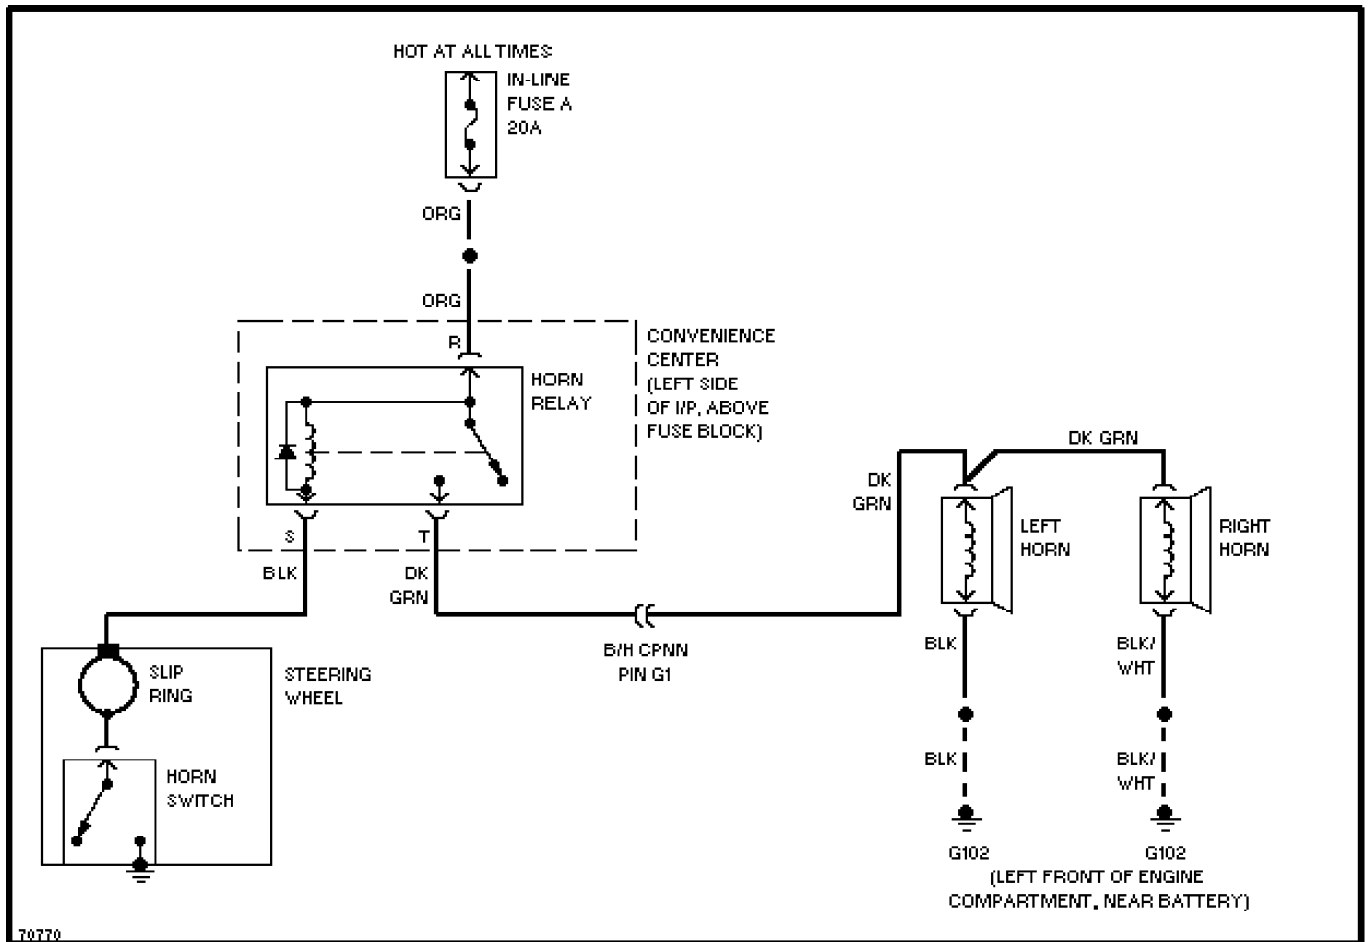 HOT AT ALL TIMES
IN-LINE
FUSE A
20A
ORG
ORG
R
CONVENIENCE
CENTER
(LEFT SIDE
OF I/P, ABOVE
FUSE BLOCK)
HORN
RELAY
S
T
BLK
DK
GRN
B/H CPNN
PIN G1
DK
GRN
DK GRN
LEFT
HORN
RIGHT
HORN
BLK
BLK/
WHT
BLK
BLK/
WHT
G102
G102
(LEFT FRONT OF ENGINE
COMPARTMENT, NEAR BATTERY)
SLIP
RING
STEERING
WHEEL
HORN
SWITCH
70770